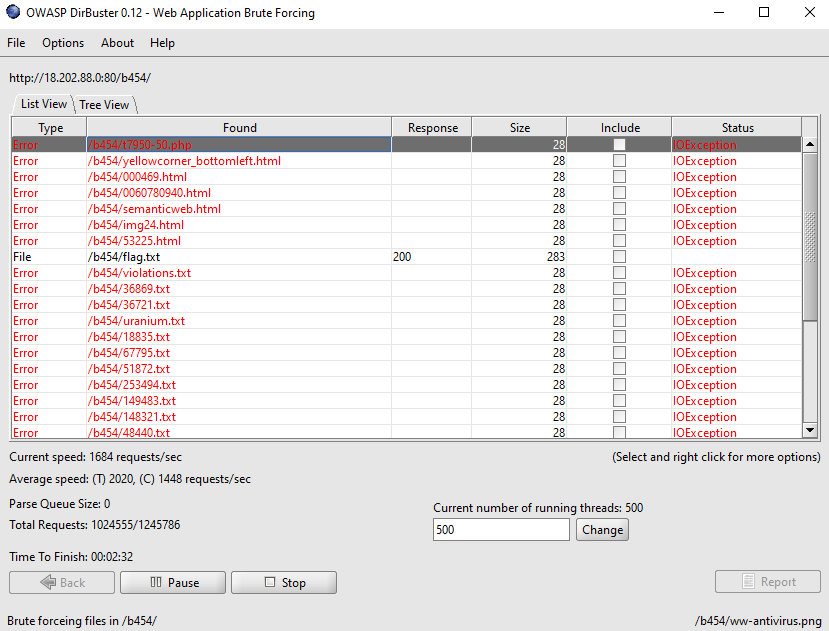 OWASP DirBuster 0.12 - Web Application Brute Forcing
File Options About Help
http://18.202.88.0:80/b454/
List View Tree View
Type Found Response Size Include Status
Error /b454/t7950-50.php 28 IOException
Error /b454/yellowcorner_bottomleft.html 28 IOException
Error /b454/000469.html 28 IOException
Error /b454/0060780940.html 28 IOException
Error /b454/semanticweb.html 28 IOException
Error /b454/img24.html 28 IOException
Error /b454/53225.html 28 IOException
File /b454/flag.txt 200 283
Error /b454/violations.txt 28 IOException
Error /b454/36869.txt 28 IOException
Error /b454/36721.txt 28 IOException
Error /b454/uranium.txt 28 IOException
Error /b454/18835.txt 28 IOException
Error /b454/67795.txt 28 IOException
Error /b454/51872.txt 28 IOException
Error /b454/253494.txt 28 IOException
Error /b454/149483.txt 28 IOException
Error /b454/148321.txt 28 IOException
Error /b454/48440.txt 28 IOException
Current speed: 1684 requests/sec (Select and right click for more options)
Average speed: (T) 2020, (C) 1448 requests/sec
Parse Queue Size: 0 Current number of running threads: 500
Total Requests: 1024555/1245786 500 Change
Time To Finish: 00:02:32
Back Pause Stop Report
Brute forceing files in /b454/ /b454/ww-antivirus.png